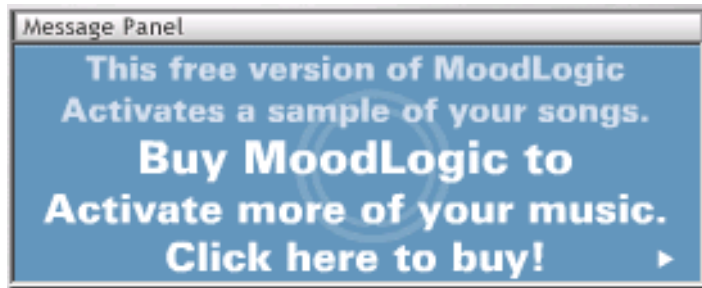 Message Panel
This free version of MoodLogic
Activates a sample of your songs.
Buy MoodLogic to
Activate more of your music.
Click here to buy!